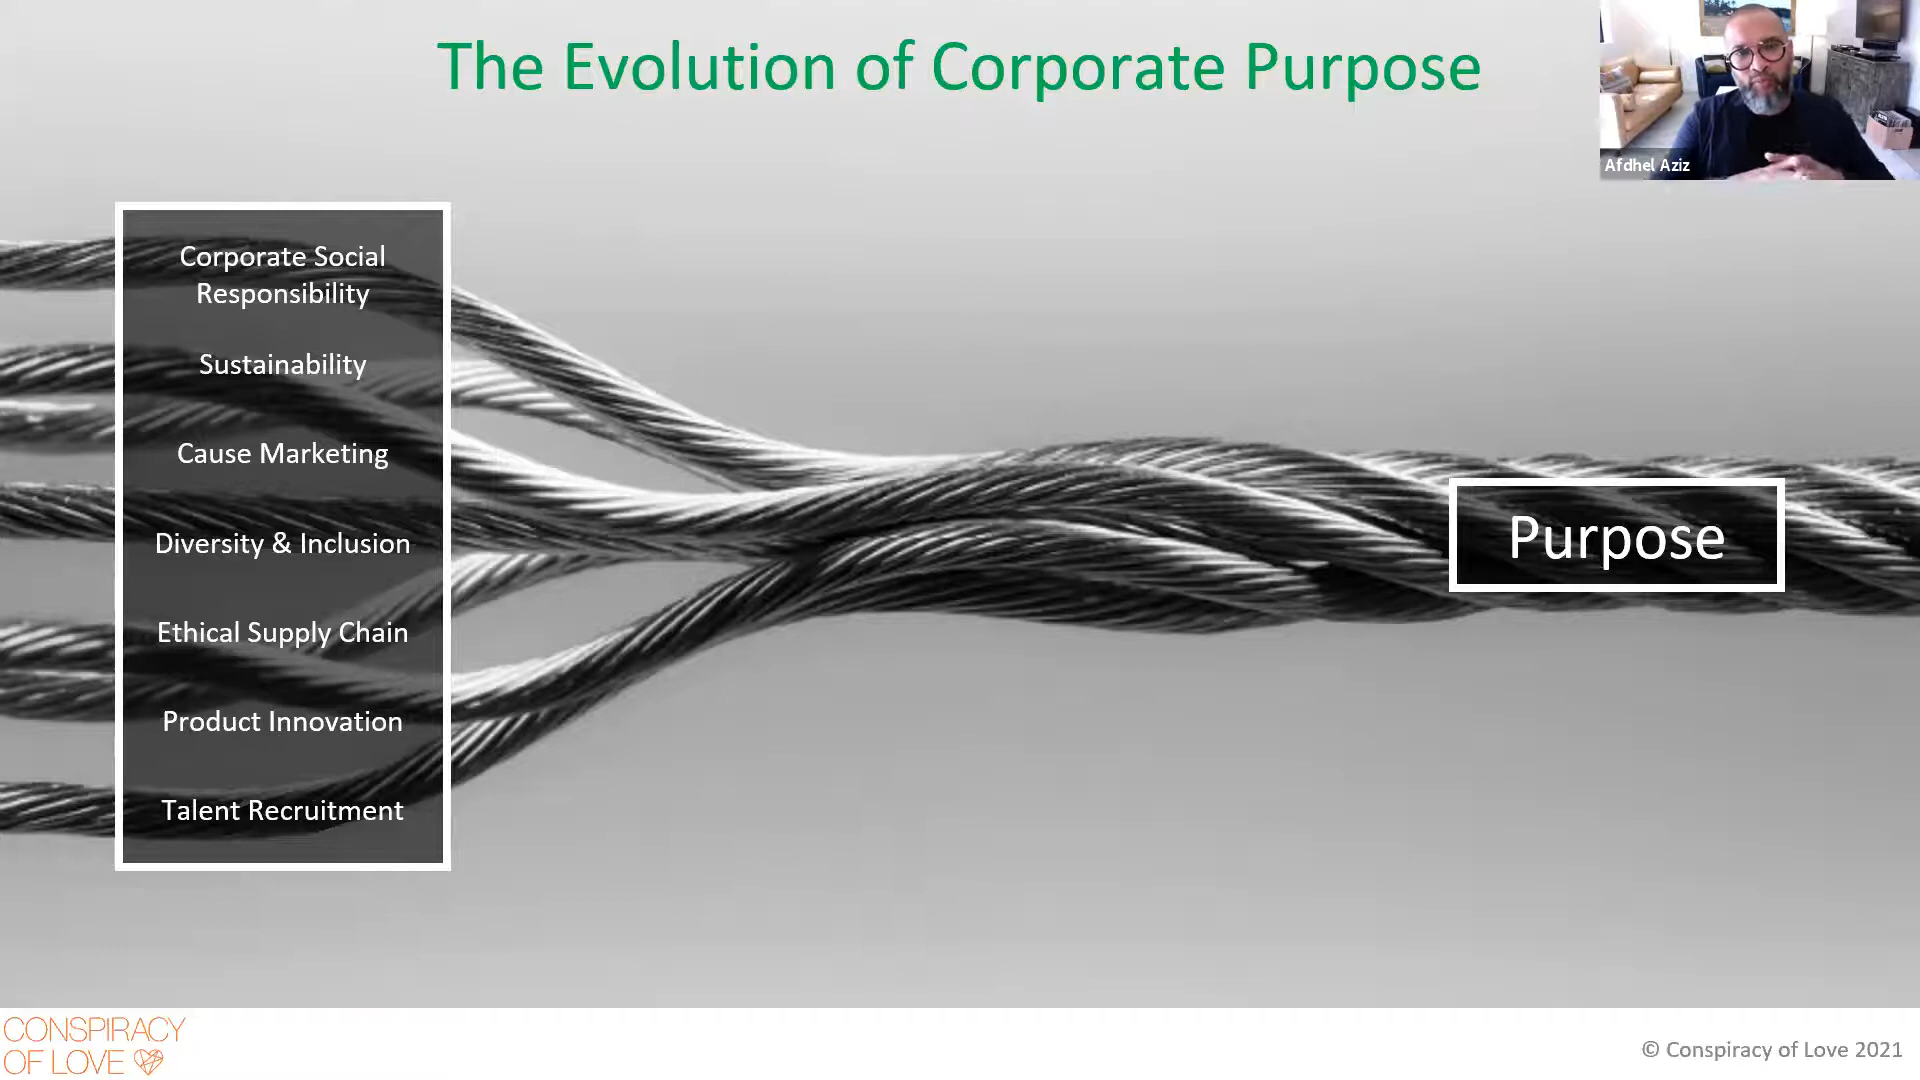 The Evolution of Corporate Purpose
Afdhel Aziz
Corporate Social
Responsibility
Sustainability
Cause Marketing
Diversity & Inclusion
Ethical Supply Chain
Product Innovation
Talent Recruitment
Purpose
CONSPIRACY
OF LOVE
© Conspiracy of Love 2021